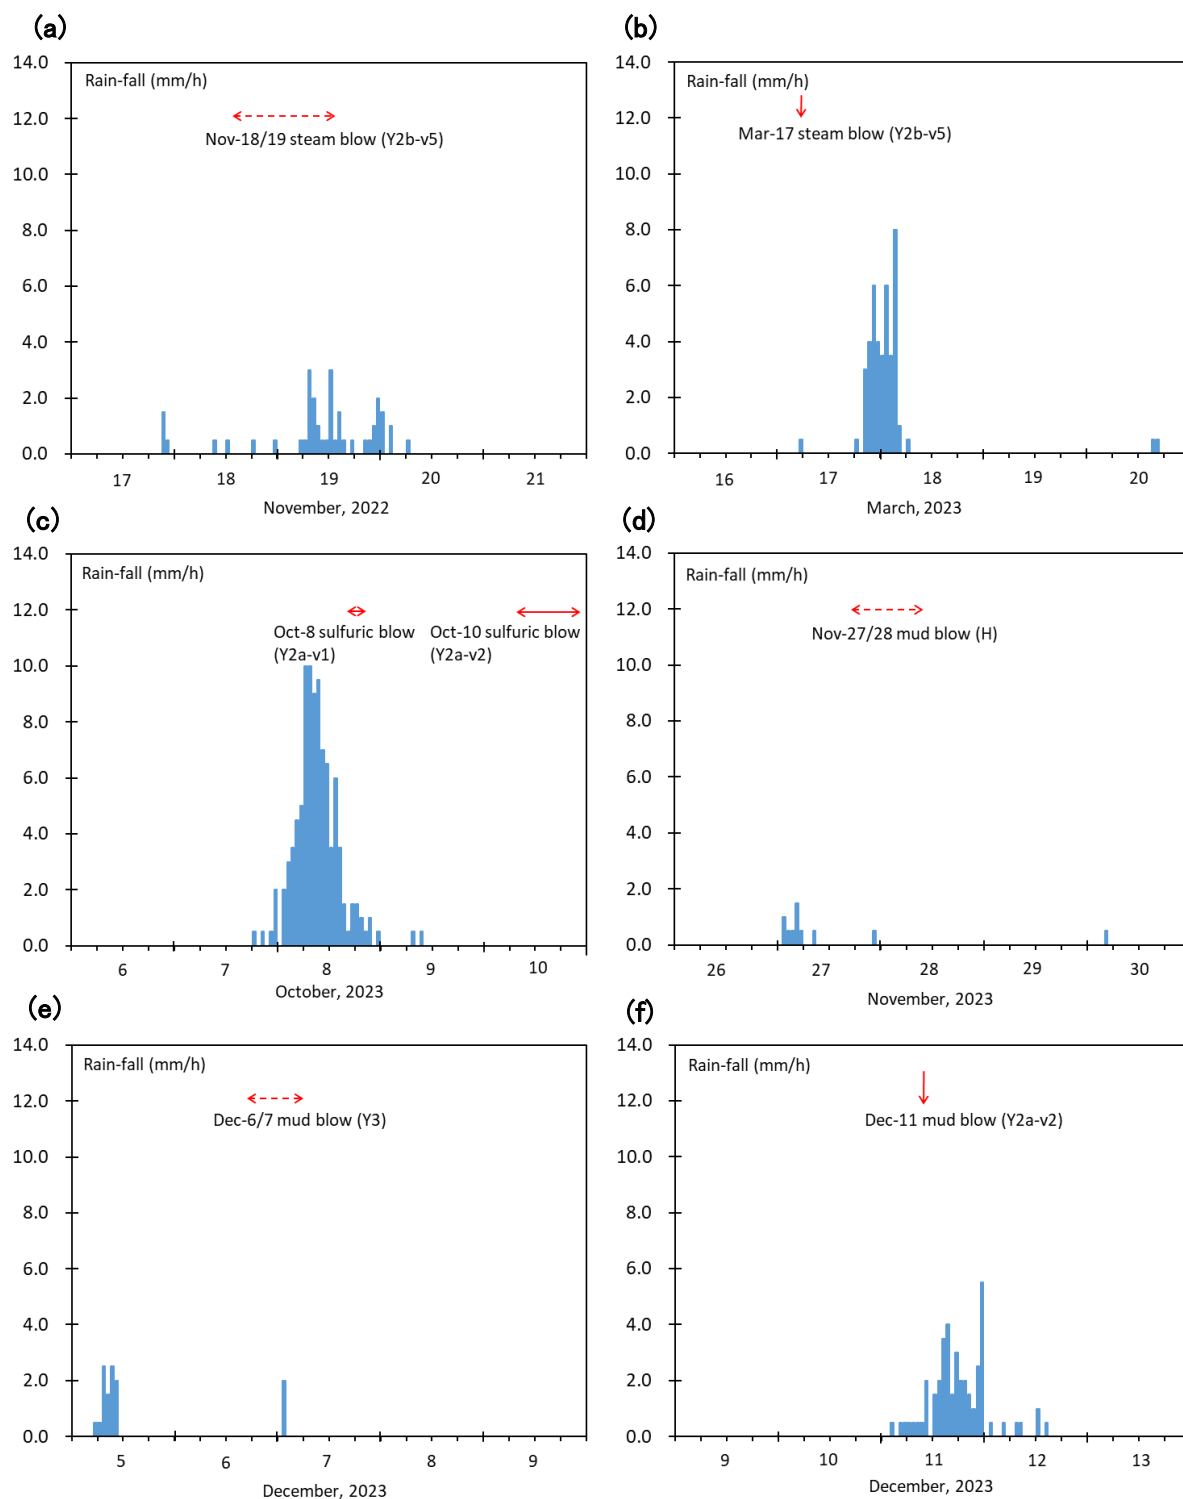 (a)
14.0
12.0
10.0
8.0
6.0
4.0
2.0
0.0
Rain-fall (mm/h)
Nov-18/19 steam blow (Y2b-v5)
17 18 19 20 21
November, 2022
(b)
14.0
12.0
10.0
8.0
6.0
4.0
2.0
0.0
Rain-fall (mm/h)
Mar-17 steam blow (Y2b-v5)
16 17 18 19 20
March, 2023
(c)
14.0
12.0
10.0
8.0
6.0
4.0
2.0
0.0
Rain-fall (mm/h)
Oct-8 sulfuric blow
(Y2a-v1)
Oct-10 sulfuric blow
(Y2a-v2)
6 7 8 9 10
October, 2023
(d)
14.0
12.0
10.0
8.0
6.0
4.0
2.0
0.0
Rain-fall (mm/h)
Nov-27/28 mud blow (H)
26 27 28 29 30
November, 2023
(e)
14.0
12.0
10.0
8.0
6.0
4.0
2.0
0.0
Rain-fall (mm/h)
Dec-6/7 mud blow (Y3)
5 6 7 8 9
December, 2023
(f)
14.0
12.0
10.0
8.0
6.0
4.0
2.0
0.0
Rain-fall (mm/h)
Dec-11 mud blow (Y2a-v2)
9 10 11 12 13
December, 2023